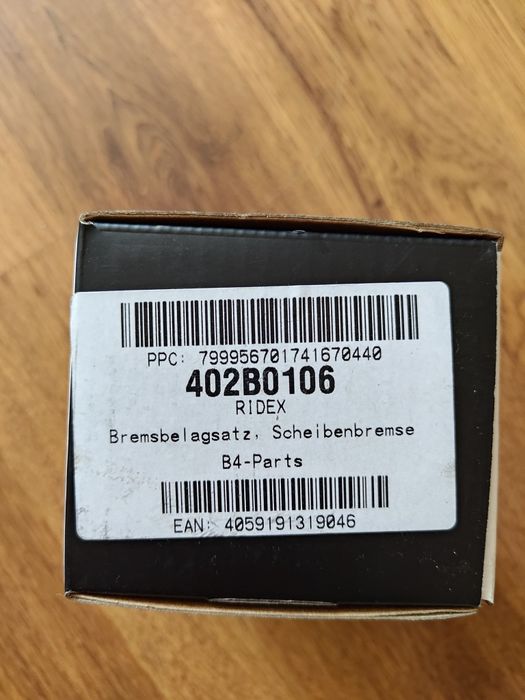 PPC: 799956701741670440
402B0106
RIDEX
Bremsbelagsatz, Scheibenbremse
B4-Parts
EAN: 4059191319046